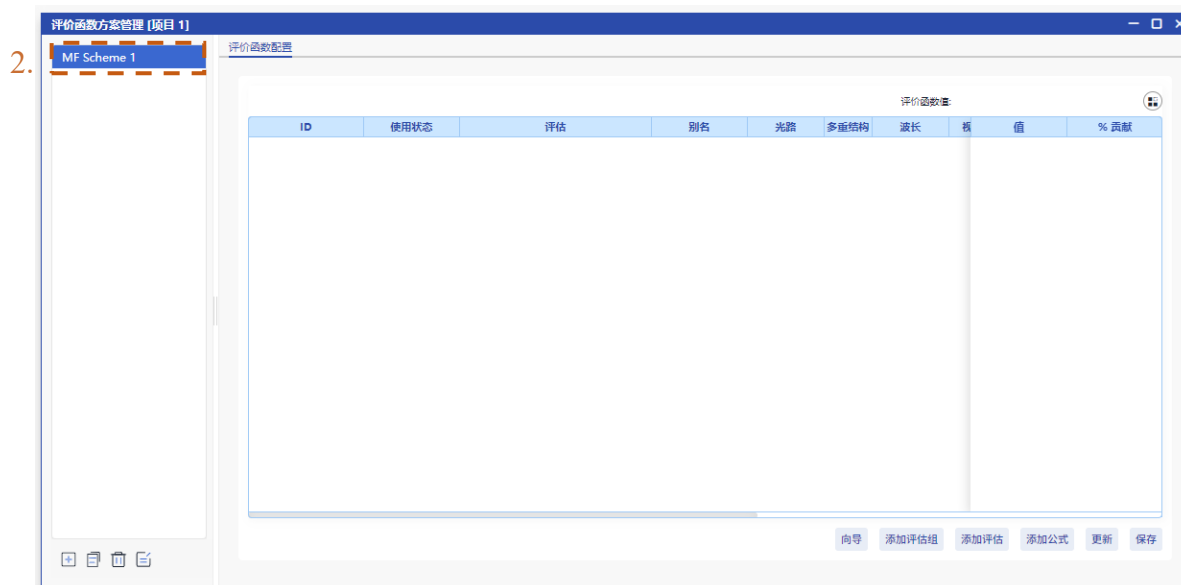 评价函数方案管理 [项目 1]
2.
MF Scheme 1
评价函数配置
评价函数值:
ID 使用状态 评估 别名 光路 多重结构 波长 视 值 % 贡献
向导 添加评估组 添加评估 添加公式 更新 保存